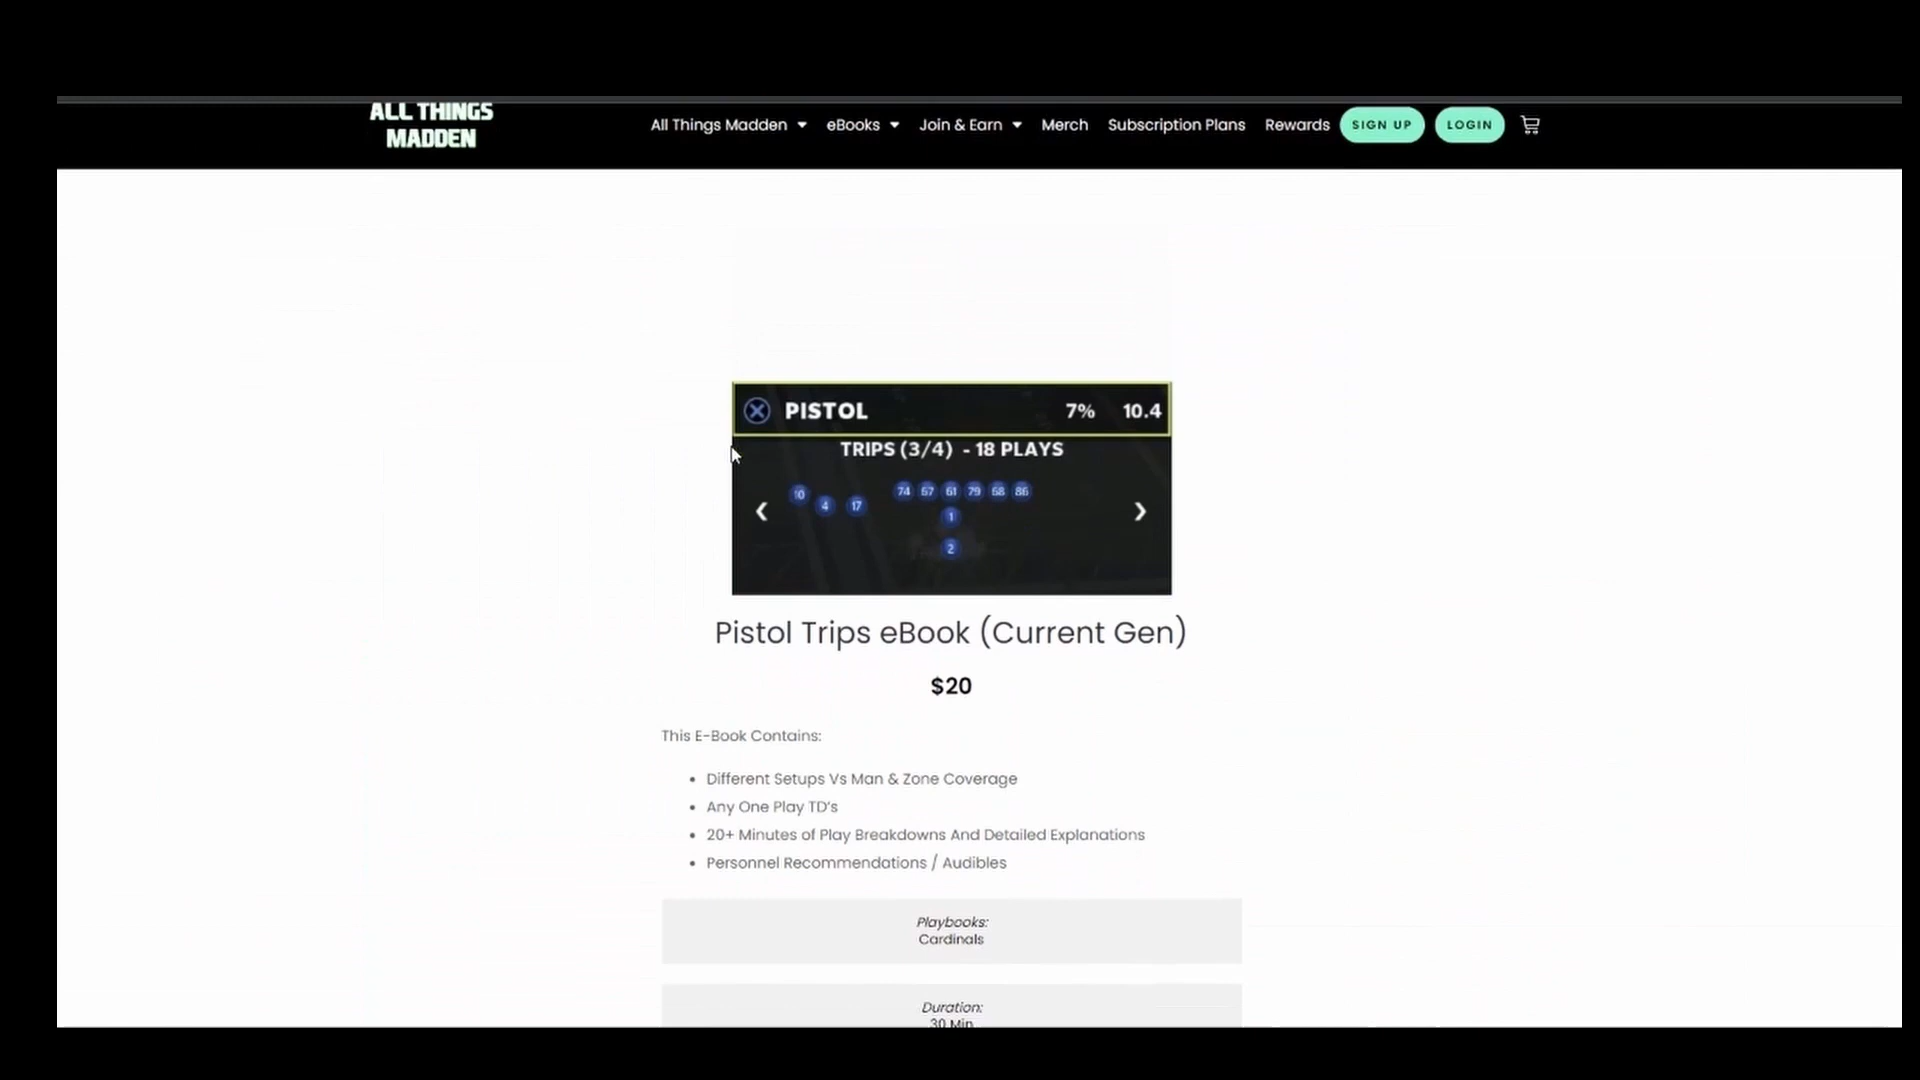 ALL THINGS
MADDEN
All Things Madden
eBooks
Join & Earn
Merch
Subscription Plans
Rewards
SIGN UP
LOGIN
PISTOL 7% 10.4
TRIPS (3/4) - 18 PLAYS
10 4 17 74 67 61 79 68 86
1
2
Pistol Trips eBook (Current Gen)
$20
This E-Book Contains:
• Different Setups Vs Man & Zone Coverage
• Any One Play TD's
• 20+ Minutes of Play Breakdowns And Detailed Explanations
• Personnel Recommendations / Audibles
Playbooks:
Cardinals
Duration:
30 Min